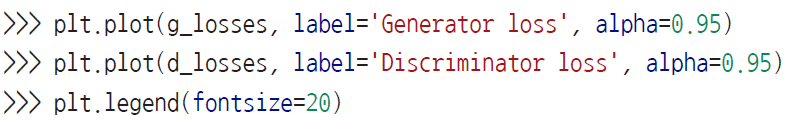 >>> plt.plot(g_losses, label='Generator loss', alpha=0.95)
>>> plt.plot(d_losses, label='Discriminator loss', alpha=0.95)
>>> plt.legend(fontsize=20)